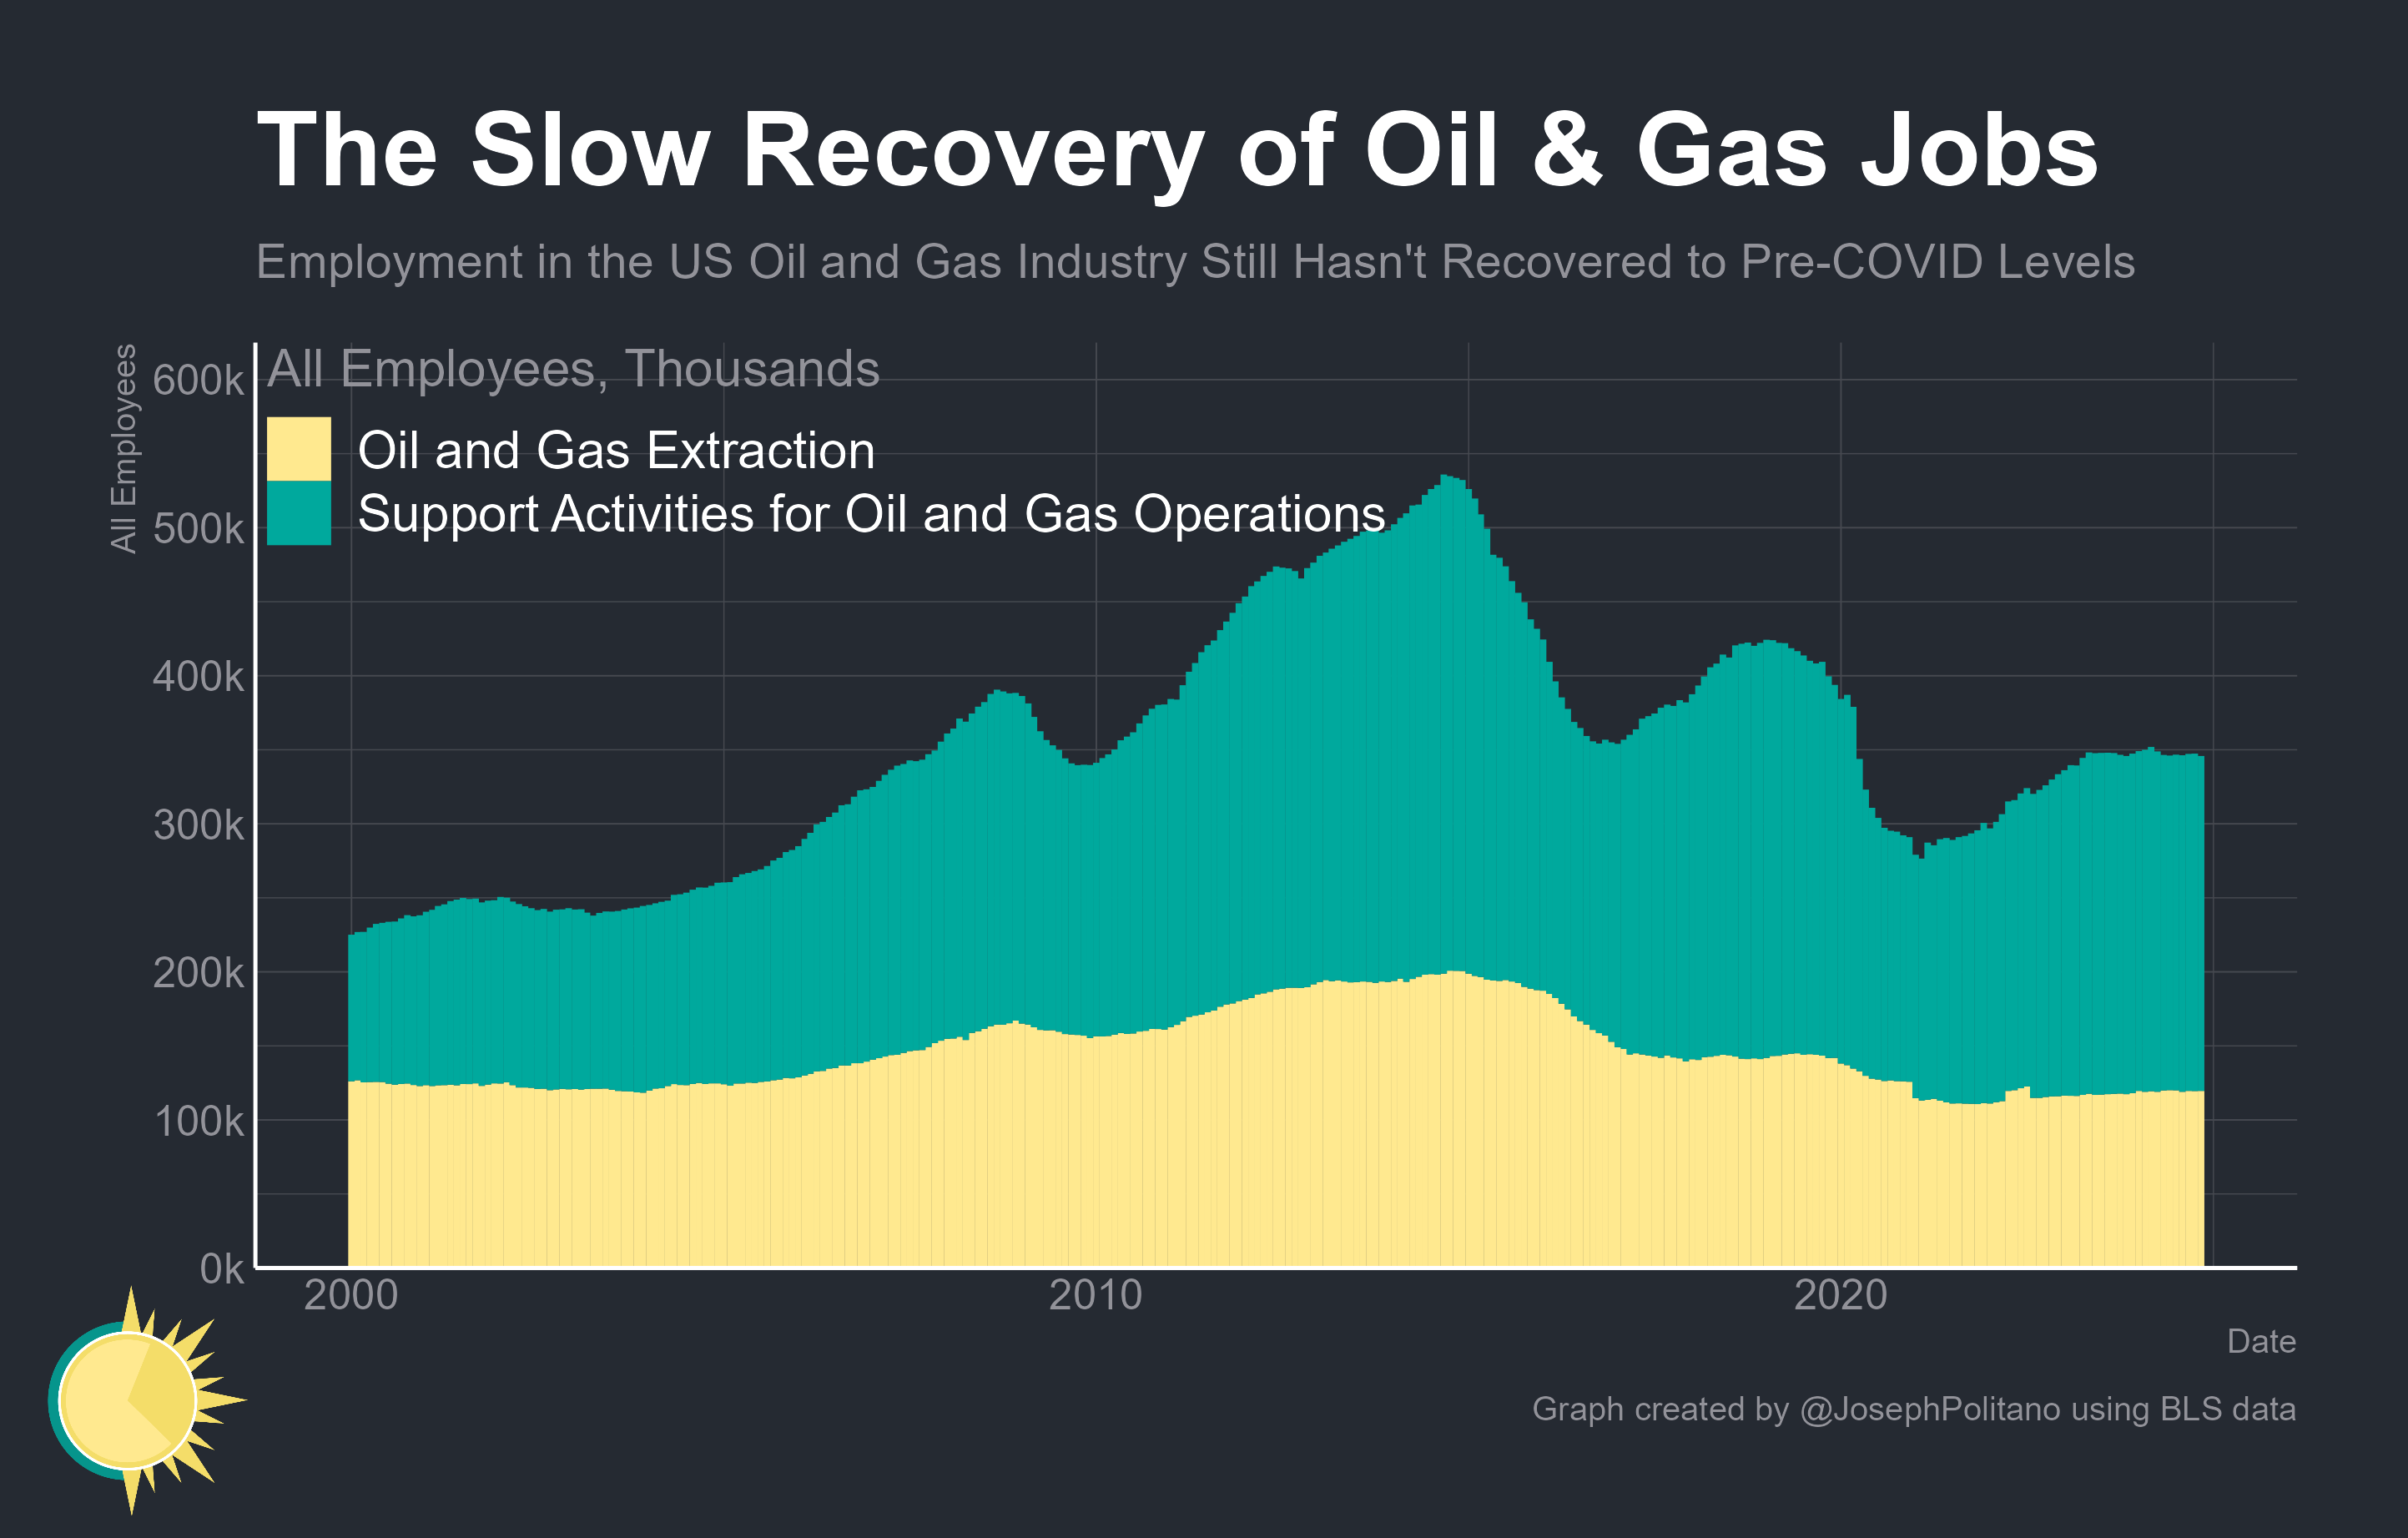 The Slow Recovery of Oil & Gas Jobs
Employment in the US Oil and Gas Industry Still Hasn't Recovered to Pre-COVID Levels
All Employees
All Employees, Thousands
Oil and Gas Extraction
Support Activities for Oil and Gas Operations
600k
500k
400k
300k
200k
100k
0k
2000
2010
2020
Date
Graph created by @JosephPolitano using BLS data